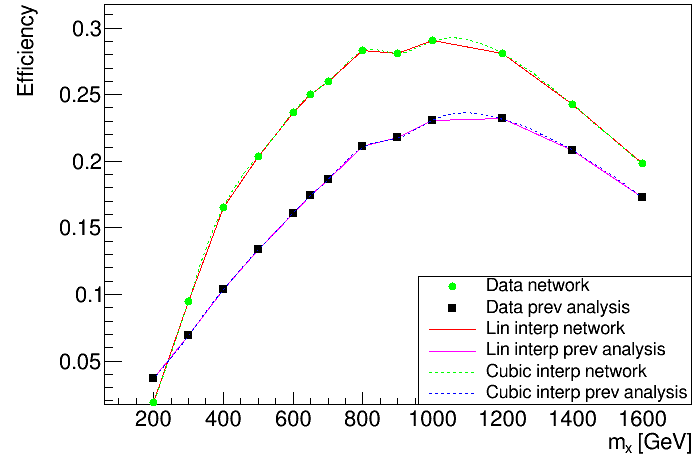 Efficiency
0.3
0.25
0.2
0.15
0.1
0.05
200 400 600 800 1000 1200 1400 1600
m_x [GeV]
Data network
Data prev analysis
Lin interp network
Lin interp prev analysis
Cubic interp network
Cubic interp prev analysis